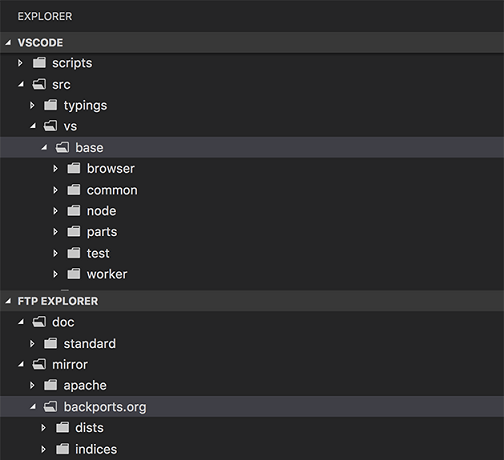 EXPLORER
VSCODE
scripts
src
typings
vs
base
browser
common
node
parts
test
worker
FTP EXPLORER
doc
standard
mirror
apache
backports.org
dists
indices